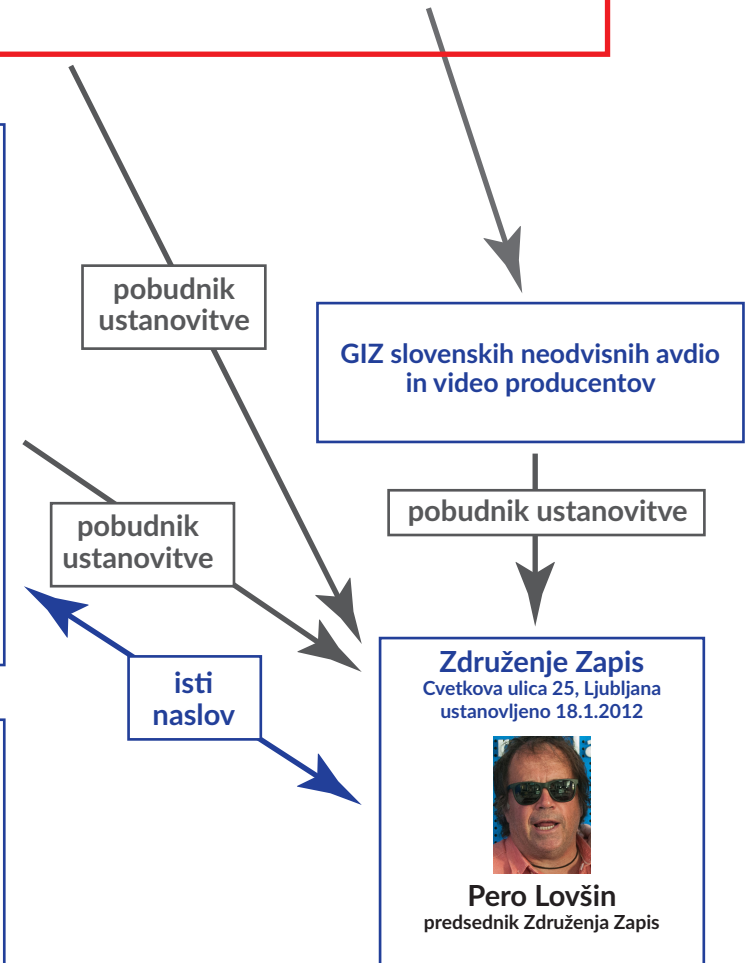 pobudnik
ustanovitve
GIZ slovenskih neodvisnih avdio
in video producentov
pobudnik ustanovitve
pobudnik
ustanovitve
isti
naslov
Združenje Zapis
Cvetkova ulica 25, Ljubljana
ustanovljeno 18.1.2012
Pero Lovšin
predsednik Združenja Zapis